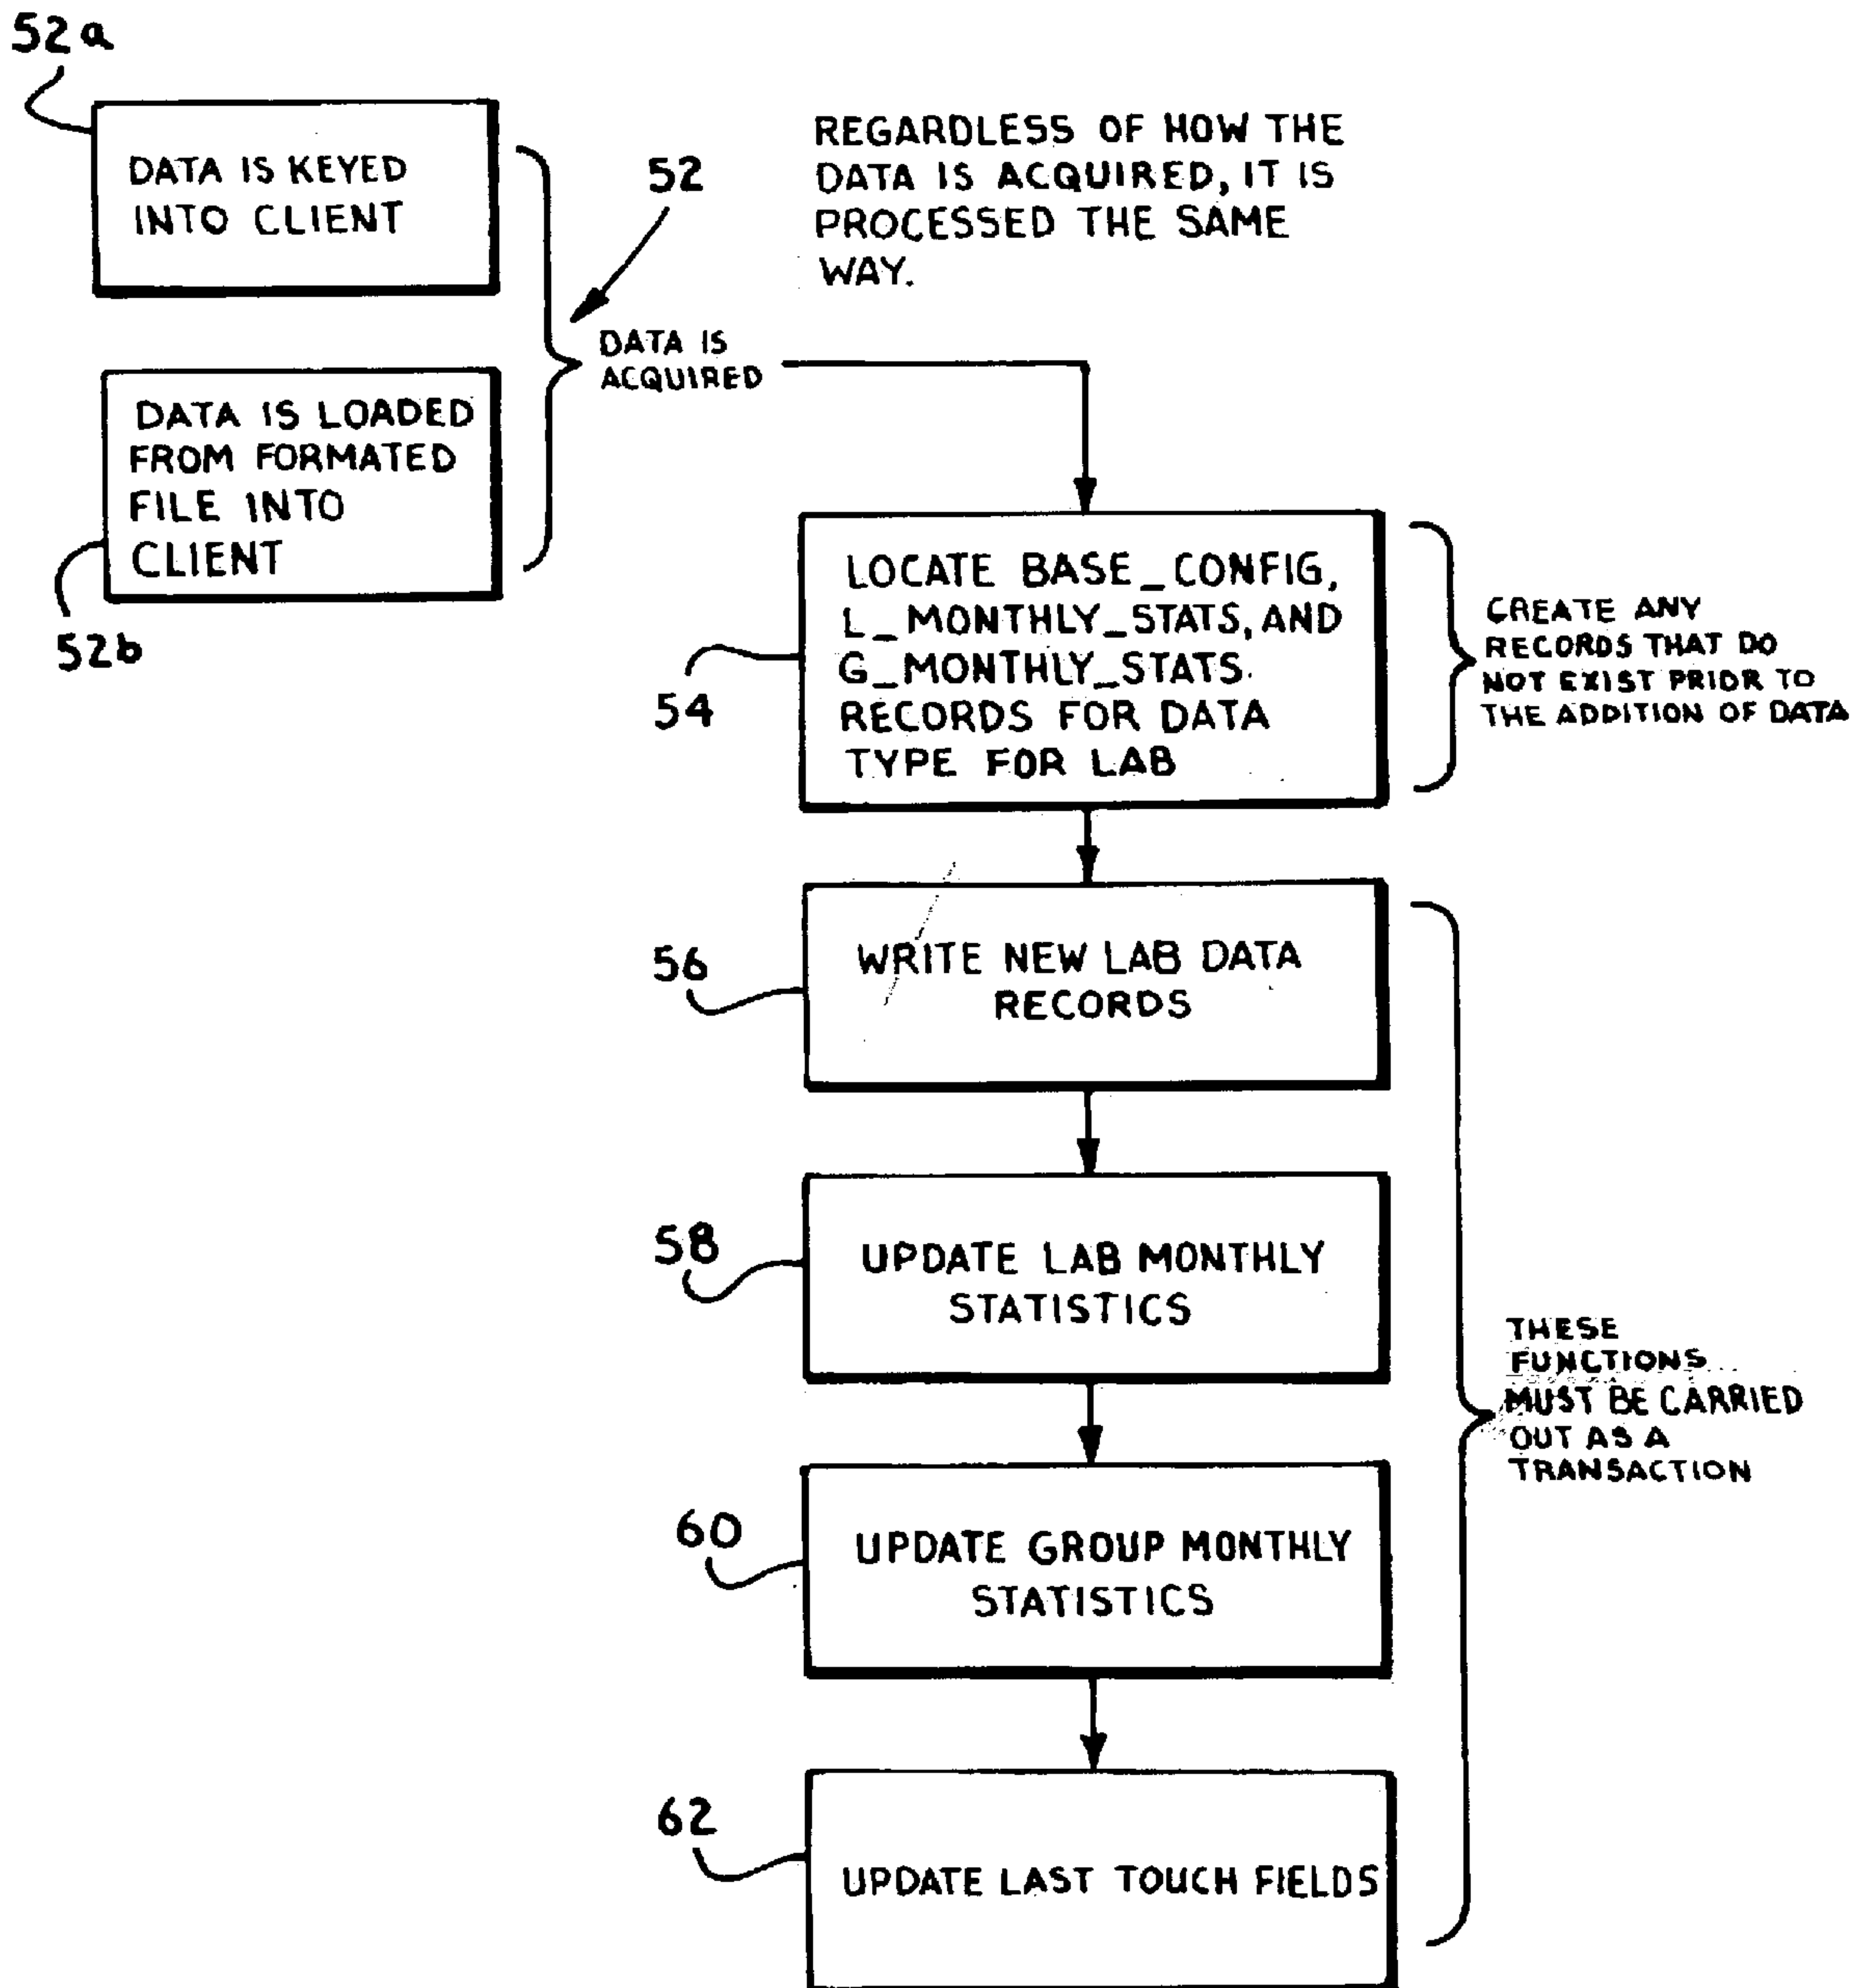 52a
DATA IS KEYED
INTO CLIENT
52
REGARDLESS OF HOW THE
DATA IS ACQUIRED, IT IS
PROCESSED THE SAME
WAY.
DATA IS
ACQUIRED
DATA IS LOADED
FROM FORMATED
FILE INTO
CLIENT
52b
LOCATE BASE_CONFIG,
L_MONTHLY_STATS, AND
G_MONTHLY_STATS.
RECORDS FOR DATA
TYPE FOR LAB
54
CREATE ANY
RECORDS THAT DO
NOT EXIST PRIOR TO
THE ADDITION OF DATA
56
WRITE NEW LAB DATA
RECORDS
58
UPDATE LAB MONTHLY
STATISTICS
THESE
FUNCTIONS
MUST BE CARRIED
OUT AS A
TRANSACTION
60
UPDATE GROUP MONTHLY
STATISTICS
62
UPDATE LAST TOUCH FIELDS